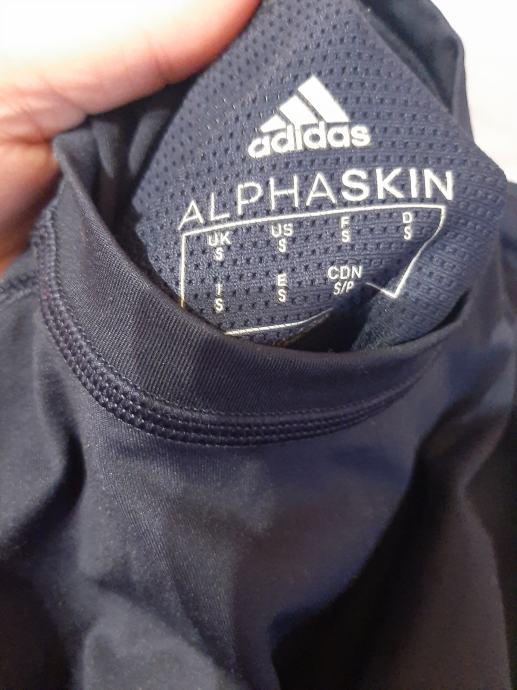 adidas
ALPHASKIN
UK US F D
S S S S
I E CDN
S S S/P